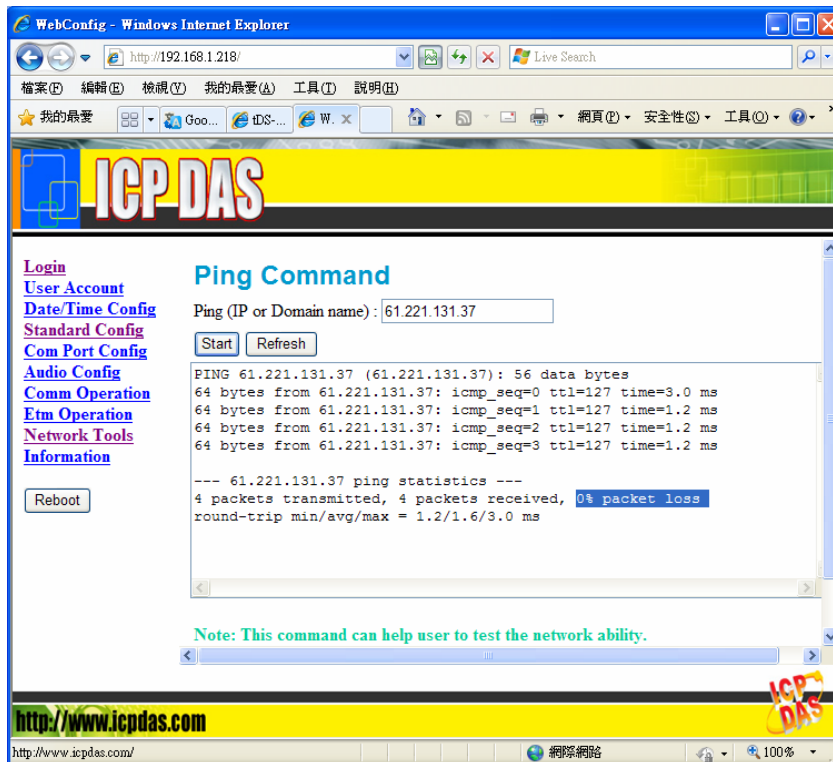 WebConfig - Windows Internet Explorer
http://192.168.1.218/
Live Search
檔案(F) 編輯(E) 檢視(V) 我的最愛(A) 工具(T) 說明(H)
我的最愛 Goo... tDS-... W. 網頁(P) 安全性(S) 工具(O)
ICP DAS
Login
User Account
Date/Time Config
Standard Config
Com Port Config
Audio Config
Comm Operation
Etm Operation
Network Tools
Information
Reboot
Ping Command
Ping (IP or Domain name) : 61.221.131.37
Start Refresh
PING 61.221.131.37 (61.221.131.37): 56 data bytes
64 bytes from 61.221.131.37: icmp_seq=0 ttl=127 time=3.0 ms
64 bytes from 61.221.131.37: icmp_seq=1 ttl=127 time=1.2 ms
64 bytes from 61.221.131.37: icmp_seq=2 ttl=127 time=1.2 ms
64 bytes from 61.221.131.37: icmp_seq=3 ttl=127 time=1.2 ms
--- 61.221.131.37 ping statistics ---
4 packets transmitted, 4 packets received, 0% packet loss
round-trip min/avg/max = 1.2/1.6/3.0 ms
Note: This command can help user to test the network ability.
http://www.icpdas.com
ICP DAS
http://www.icpdas.com/ 網際網路 100%